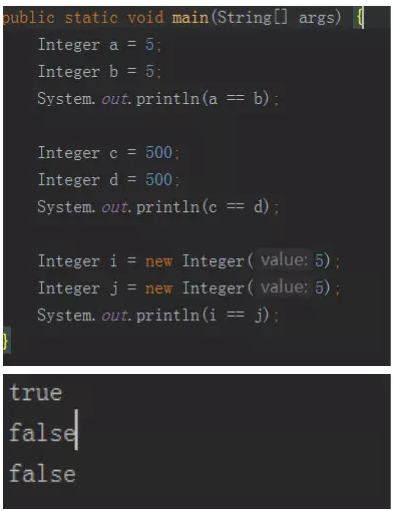 public static void main(String[] args) {
Integer a = 5;
Integer b = 5;
System.out.println(a == b);
Integer c = 500;
Integer d = 500;
System.out.println(c == d);
Integer i = new Integer( value: 5);
Integer j = new Integer( value: 5);
System.out.println(i == j);
}
true
false
false